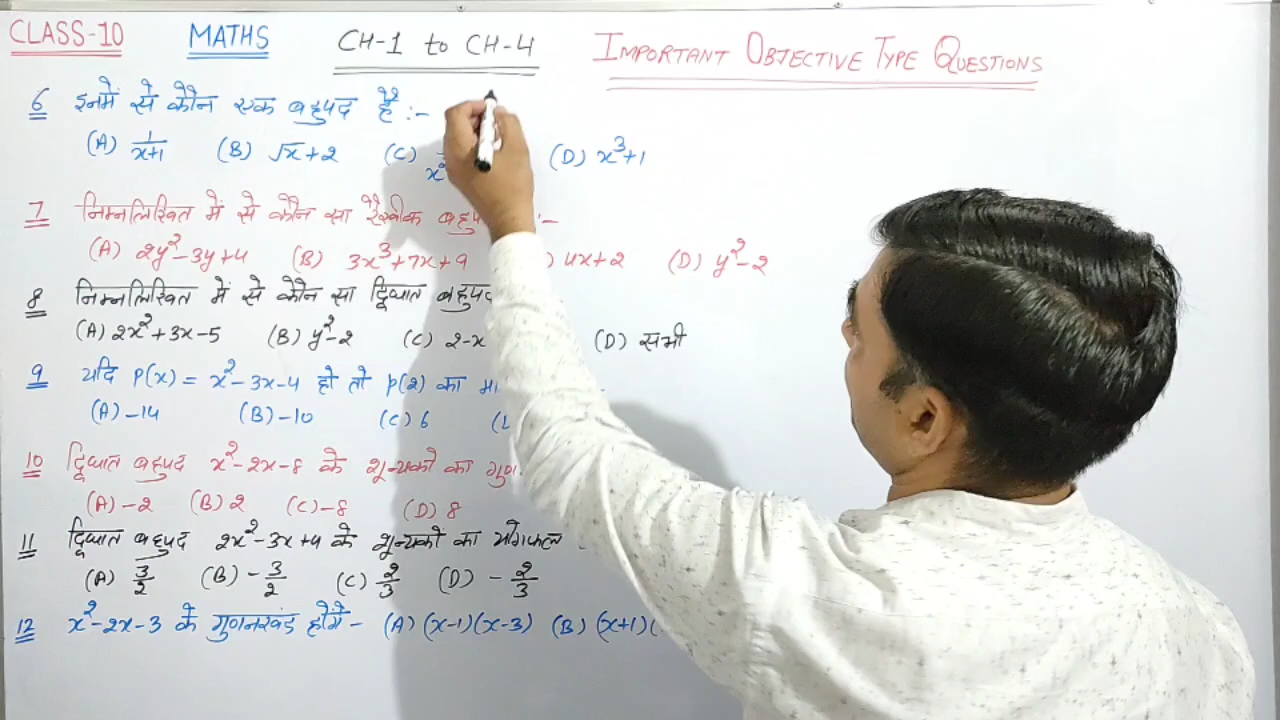 CLASS-10 MATHS CH-1 to CH-4 IMPORTANT OBJECTIVE TYPE QUESTIONS
6 इनमें से कौन एक बहुपद है :-
(A) 1/x+1 (B) √x+2 (C) (D) x³+1
7 निम्नलिखित में से कौन सा रैखीक :-
(A) 2y²-3y+4 (B) 3x³+7x+9 4x+2 (D) y²-2
8 निम्नलिखित में से कौन सा द्विघात बहुपद
(A) 2x²+3x-5 (B) y²-2 (C) 2-x (D) सभी
9 यदि P(x) = x²-3x-4 हो तो P(2) का
(A) -14 (B) -10 (C) 6
10 द्विघात बहुपद x²-2x-8 के शून्यकों का
(A) -2 (B) 2 (C) -8 (D) 8
11 द्विघात बहुपद 2x²-3x+4 के शून्यकों का योगफल
(A) 3/2 (B) -3/2 (C) 2/3 (D) -2/3
12 x²-2x-3 के गुणनखंड होंगे - (A) (x-1)(x-3) (B) (x+1)(